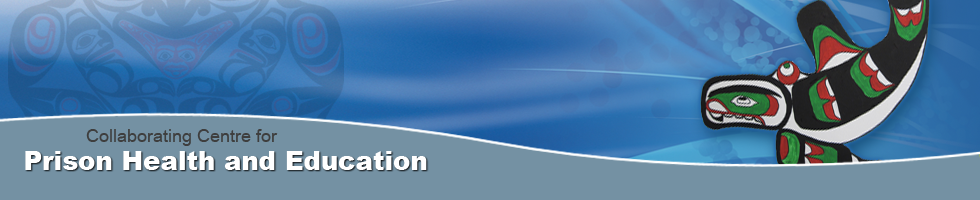 Collaborating Centre for
Prison Health and Education